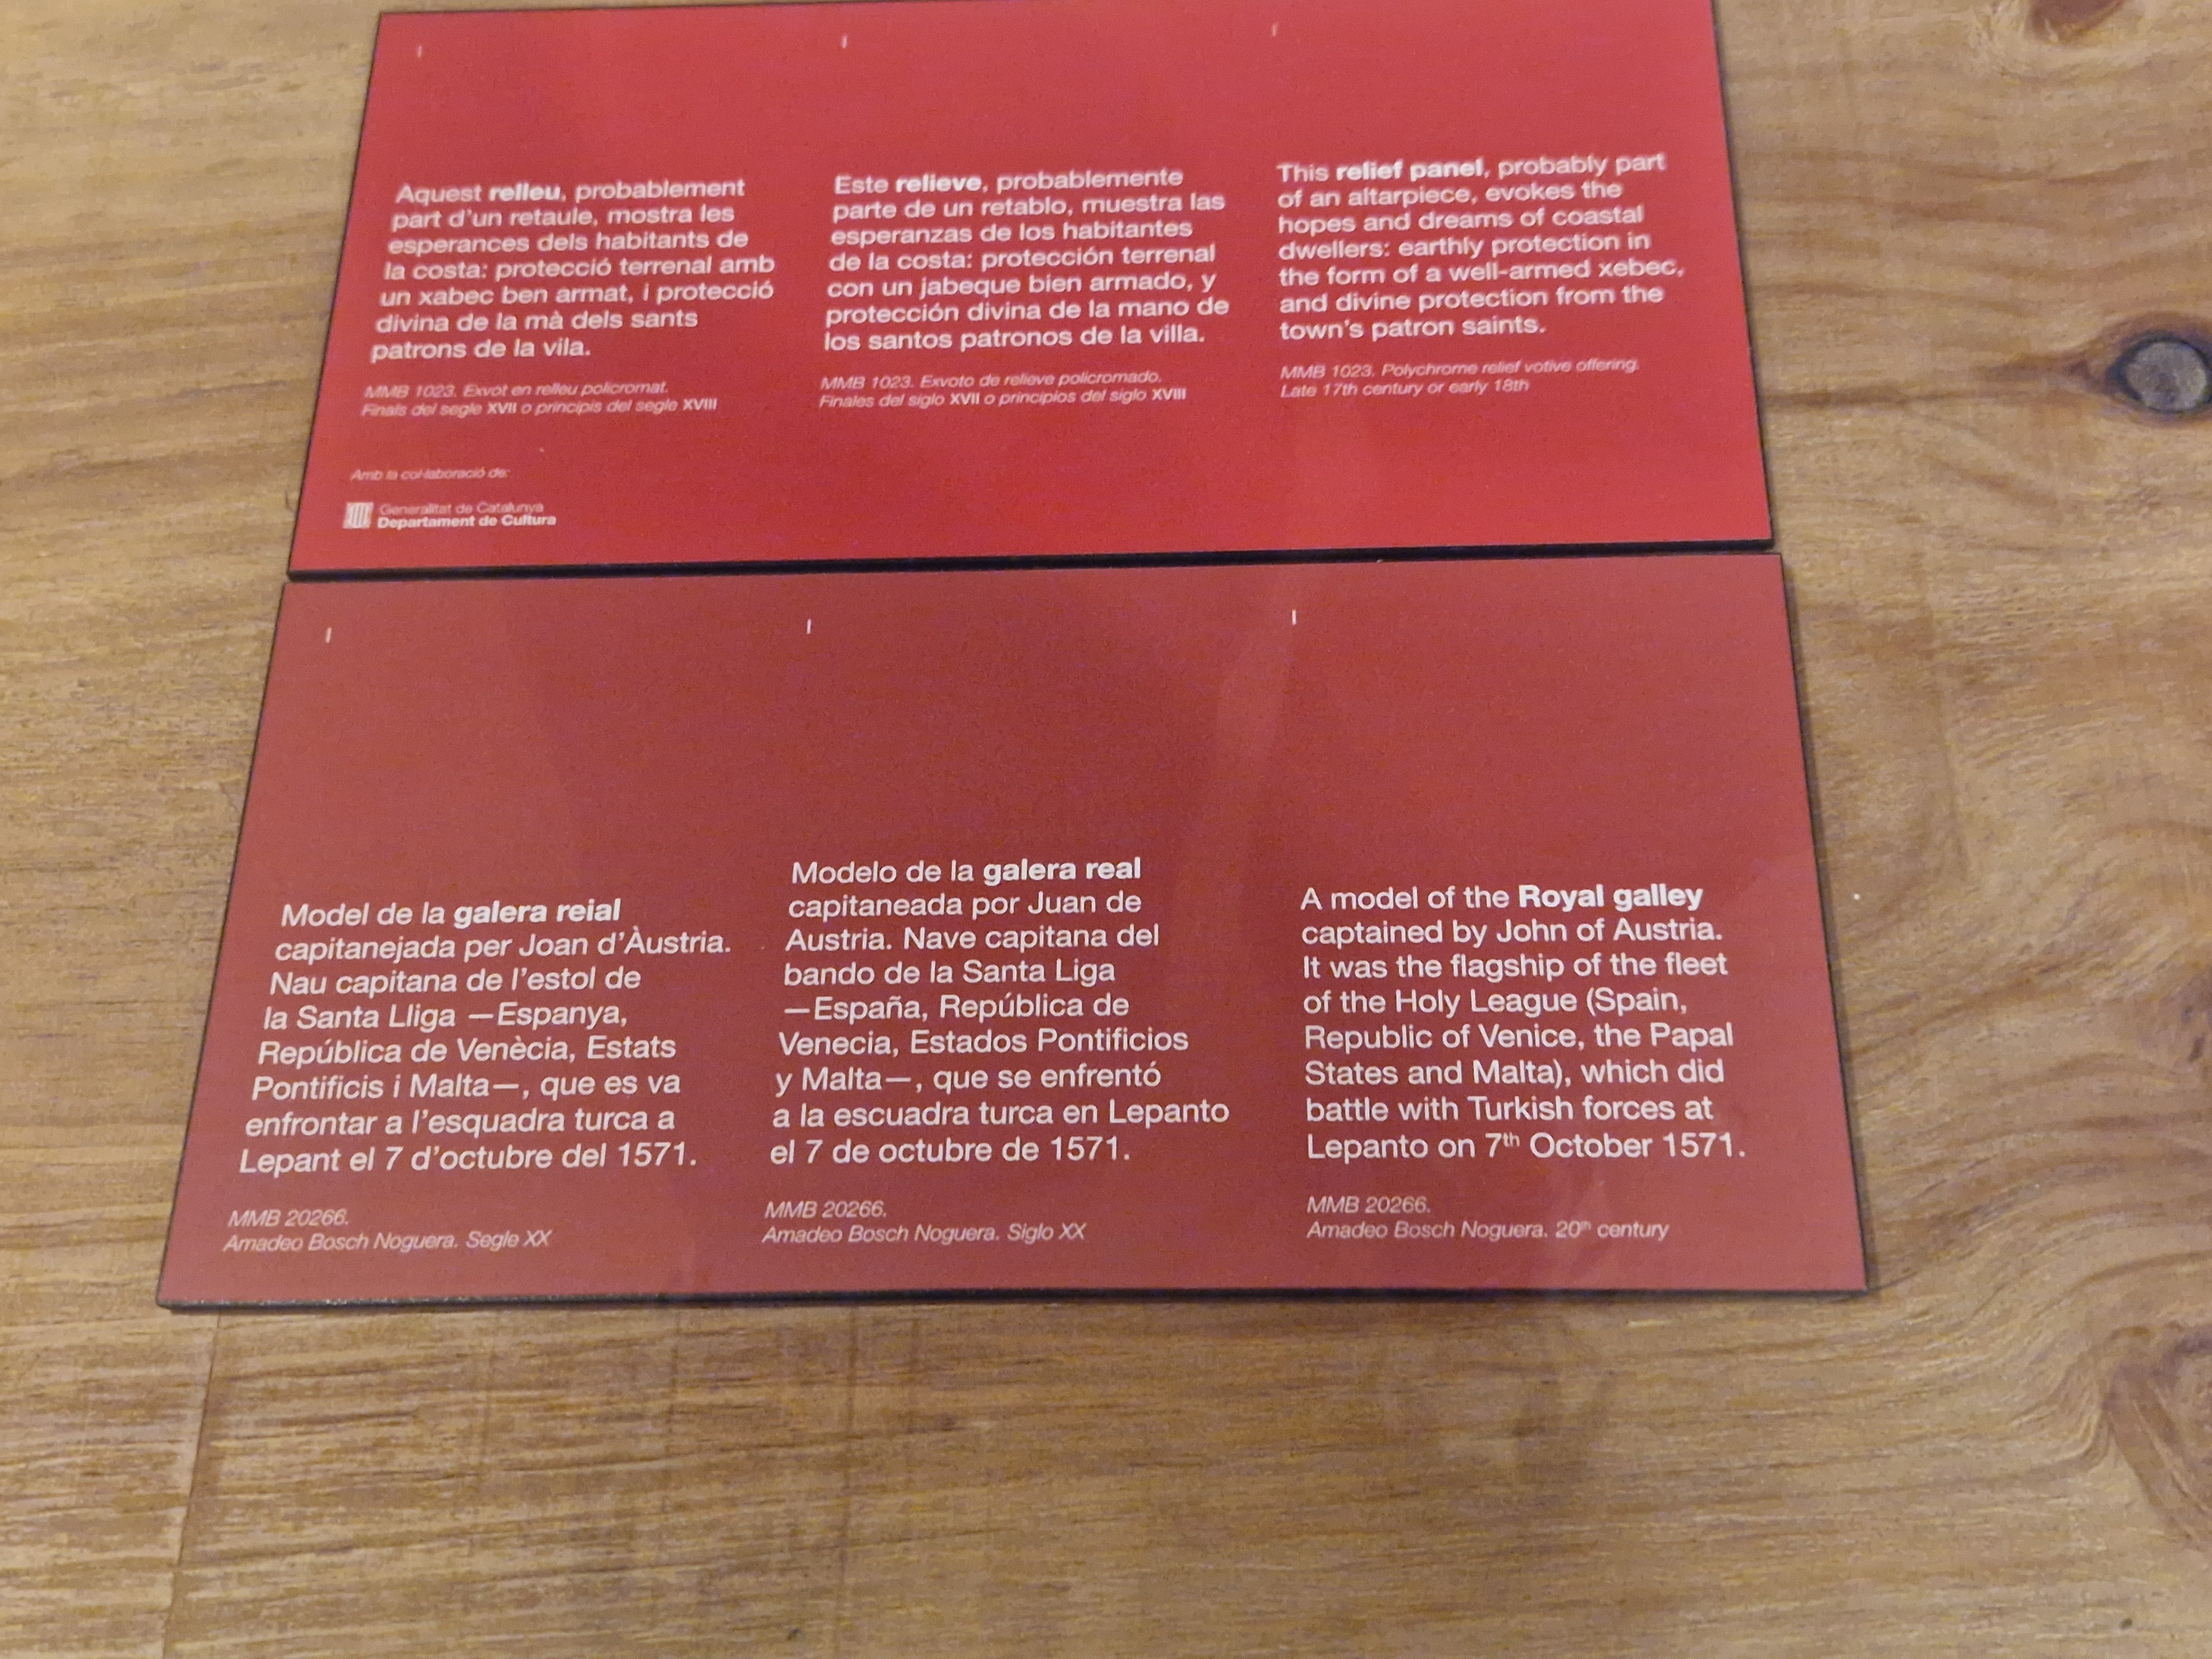 Aquest relleu, probablement
part d'un retaule, mostra les
esperances dels habitants de
la costa: protecció terrenal amb
un xabec ben armat, i protecció
divina de la mà dels sants
patrons de la vila.
MMB 1023. Exvot en relleu policromat.
Finals del segle XVII o principis del segle XVIII
Amb la col·laboració de:
Generalitat de Catalunya
Departament de Cultura
Este relieve, probablemente
parte de un retablo, muestra las
esperanzas de los habitantes
de la costa: protección terrenal
con un jabeque bien armado, y
protección divina de la mano de
los santos patronos de la villa.
MMB 1023. Exvoto de relieve policromado.
Finales del siglo XVII o principios del siglo XVIII
This relief panel, probably part
of an altarpiece, evokes the
hopes and dreams of coastal
dwellers: earthly protection in
the form of a well-armed xebec,
and divine protection from the
town's patron saints.
MMB 1023. Polychrome relief votive offering.
Late 17th century or early 18th
Model de la galera reial
capitanejada per Joan d'Àustria.
Nau capitana de l'estol de
la Santa Lliga —Espanya,
República de Venècia, Estats
Pontificis i Malta—, que es va
enfrontar a l'esquadra turca a
Lepant el 7 d'octubre del 1571.
MMB 20266.
Amadeo Bosch Noguera. Segle XX
Modelo de la galera real
capitaneada por Juan de
Austria. Nave capitana del
bando de la Santa Liga
—España, República de
Venecia, Estados Pontificios
y Malta—, que se enfrentó
a la escuadra turca en Lepanto
el 7 de octubre de 1571.
MMB 20266.
Amadeo Bosch Noguera. Siglo XX
A model of the Royal galley
captained by John of Austria.
It was the flagship of the fleet
of the Holy League (Spain,
Republic of Venice, the Papal
States and Malta), which did
battle with Turkish forces at
Lepanto on 7th October 1571.
MMB 20266.
Amadeo Bosch Noguera. 20th century